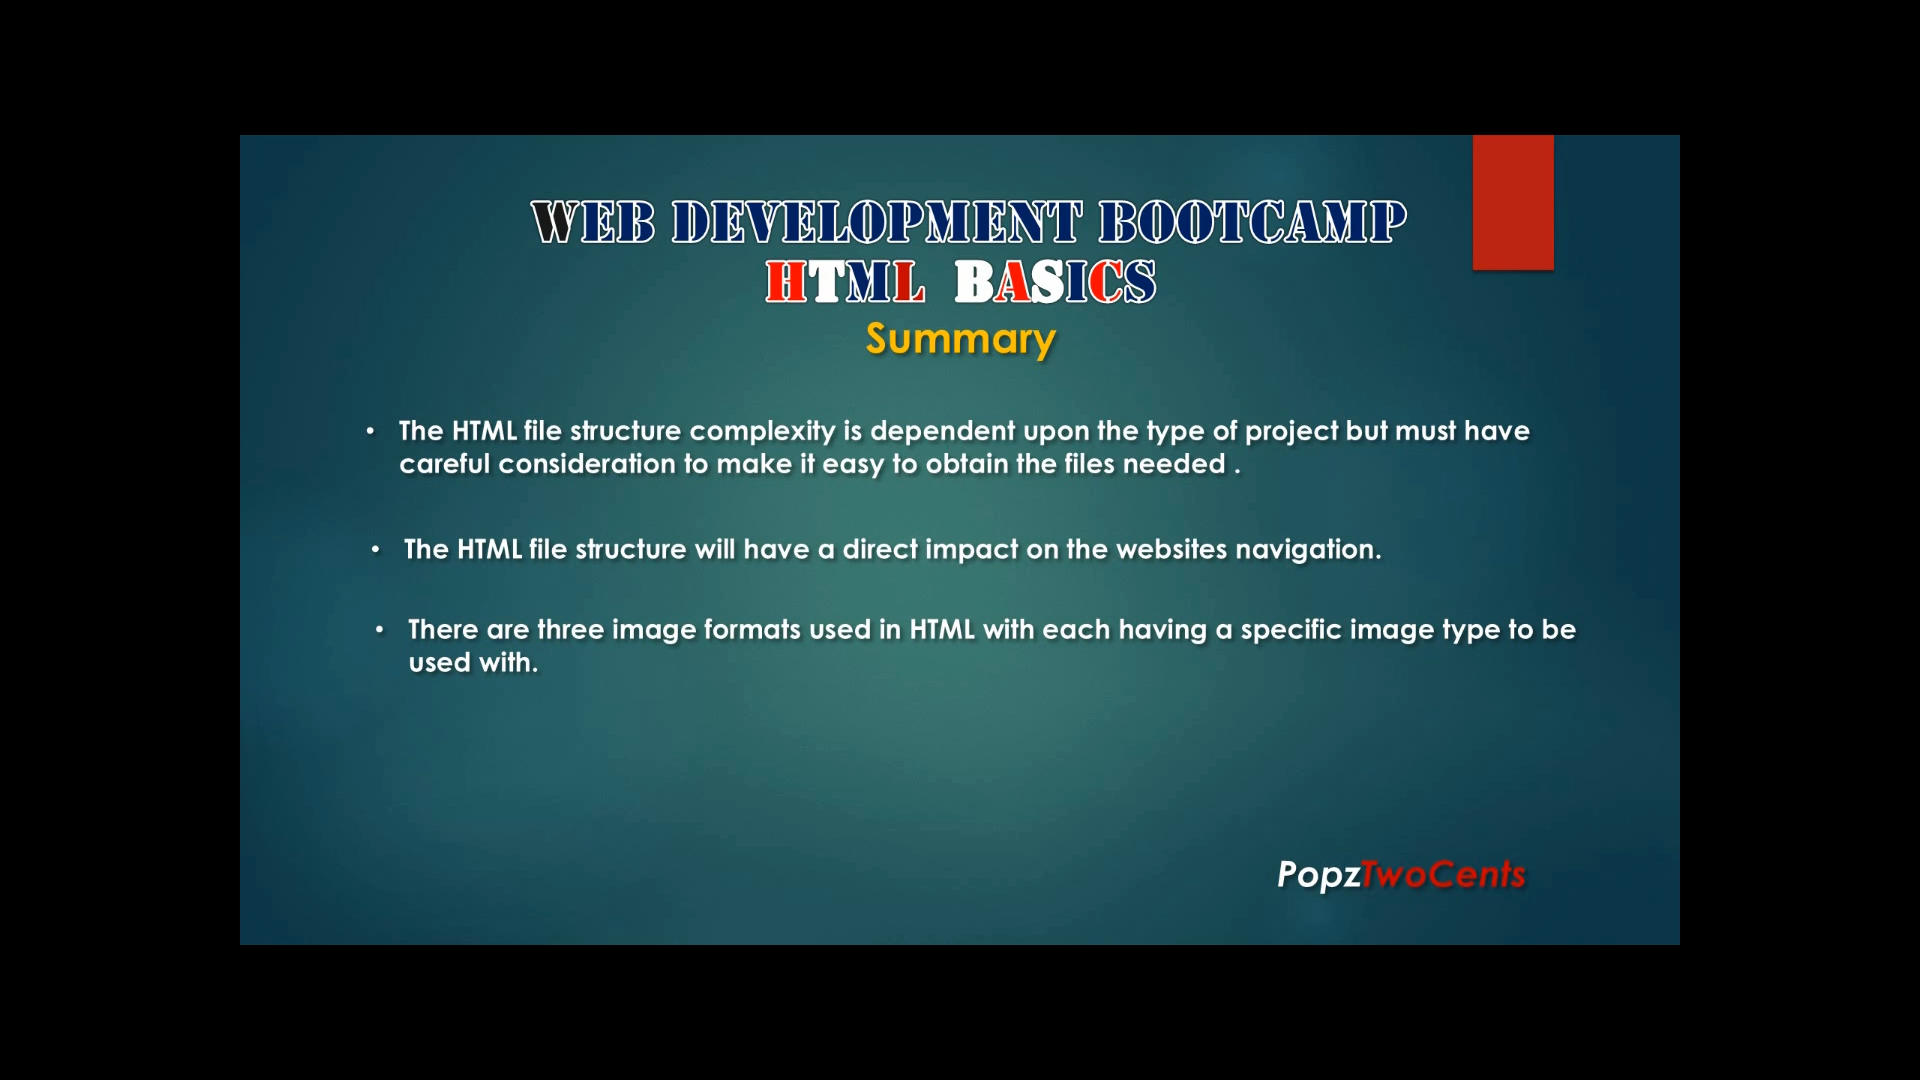 WEB DEVELOPMENT BOOTCAMP
HTML BASICS
Summary
• The HTML file structure complexity is dependent upon the type of project but must have
careful consideration to make it easy to obtain the files needed .
• The HTML file structure will have a direct impact on the websites navigation.
• There are three image formats used in HTML with each having a specific image type to be
used with.
PopzTwoCents